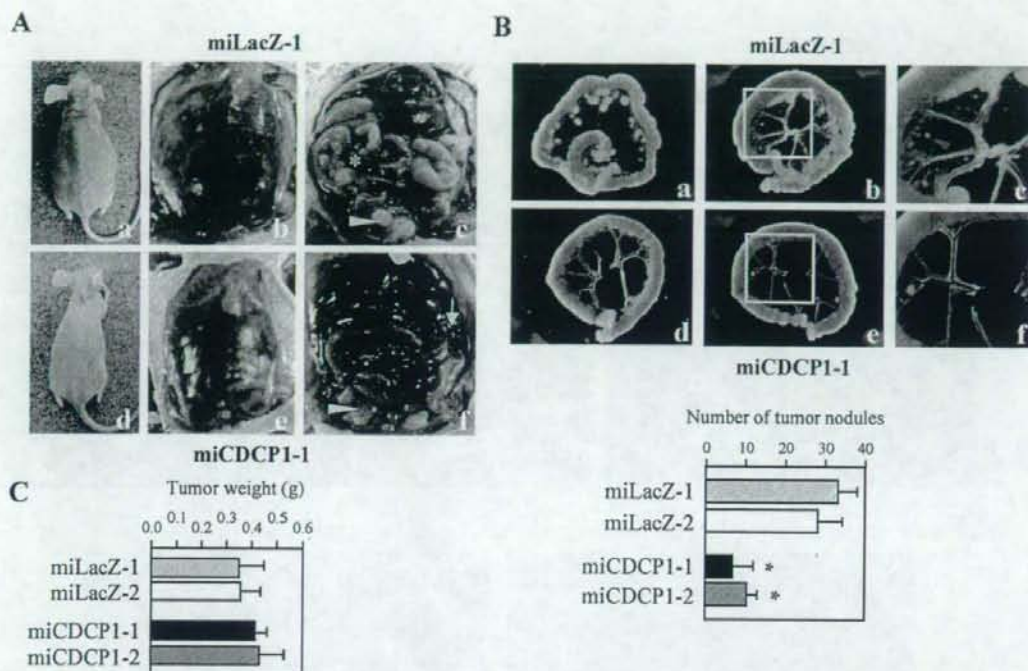 A
miLacZ-1
a
b
c
d
e
f
miCDCP1-1
B
miLacZ-1
a
b
c
d
e
f
miCDCP1-1
Number of tumor nodules
0 10 20 30 40
miLacZ-1
miLacZ-2
miCDCP1-1 *
miCDCP1-2 *
C
Tumor weight (g)
0.0 0.1 0.2 0.3 0.4 0.5 0.6
miLacZ-1
miLacZ-2
miCDCP1-1
miCDCP1-2